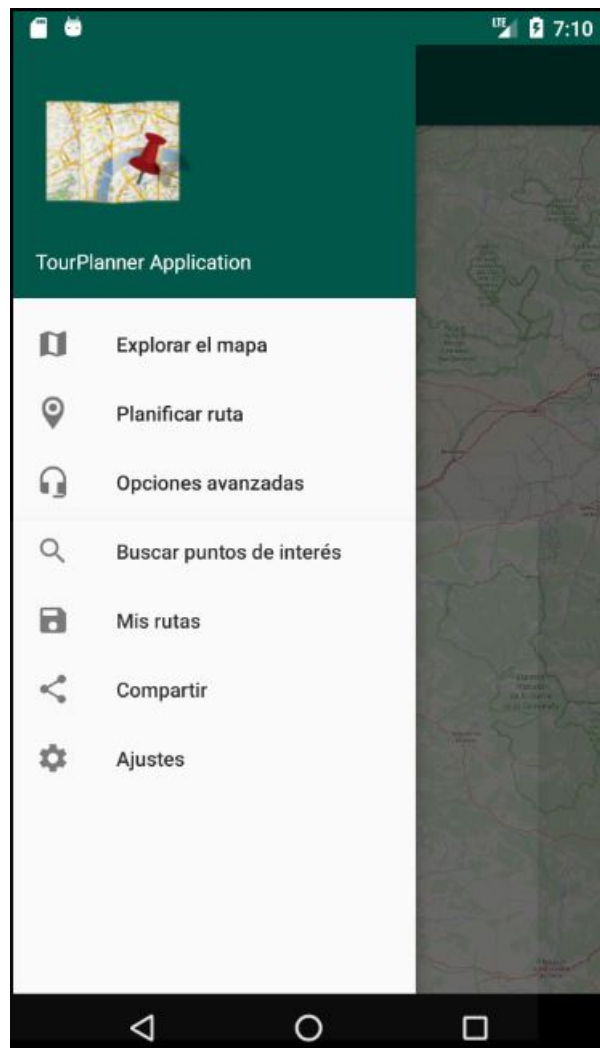 LTE 7:10
TourPlanner Application
Explorar el mapa
Planificar ruta
Opciones avanzadas
Buscar puntos de interés
Mis rutas
Compartir
Ajustes